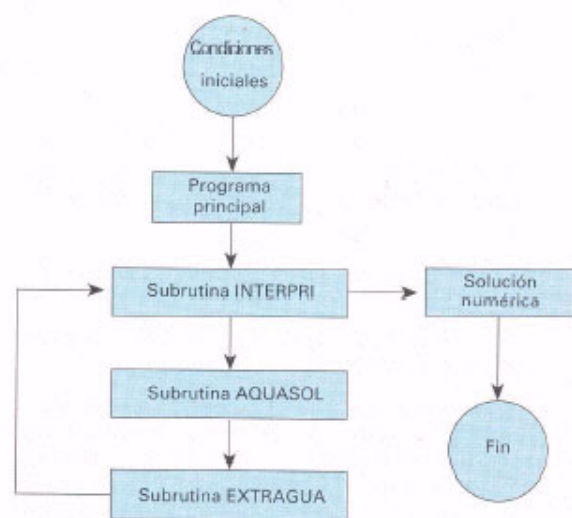 Condiciones
iniciales
Programa
principal
Subrutina INTERPRI
Solución
numérica
Subrutina AQUASOL
Fin
Subrutina EXTRAGUA